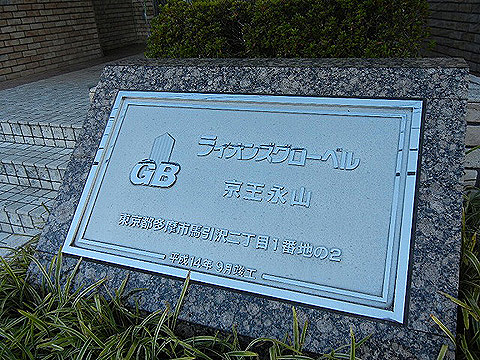 GB
ライオンズグローベル
京王永山
東京都多摩市馬引沢二丁目1番地の2
平成14年9月竣工